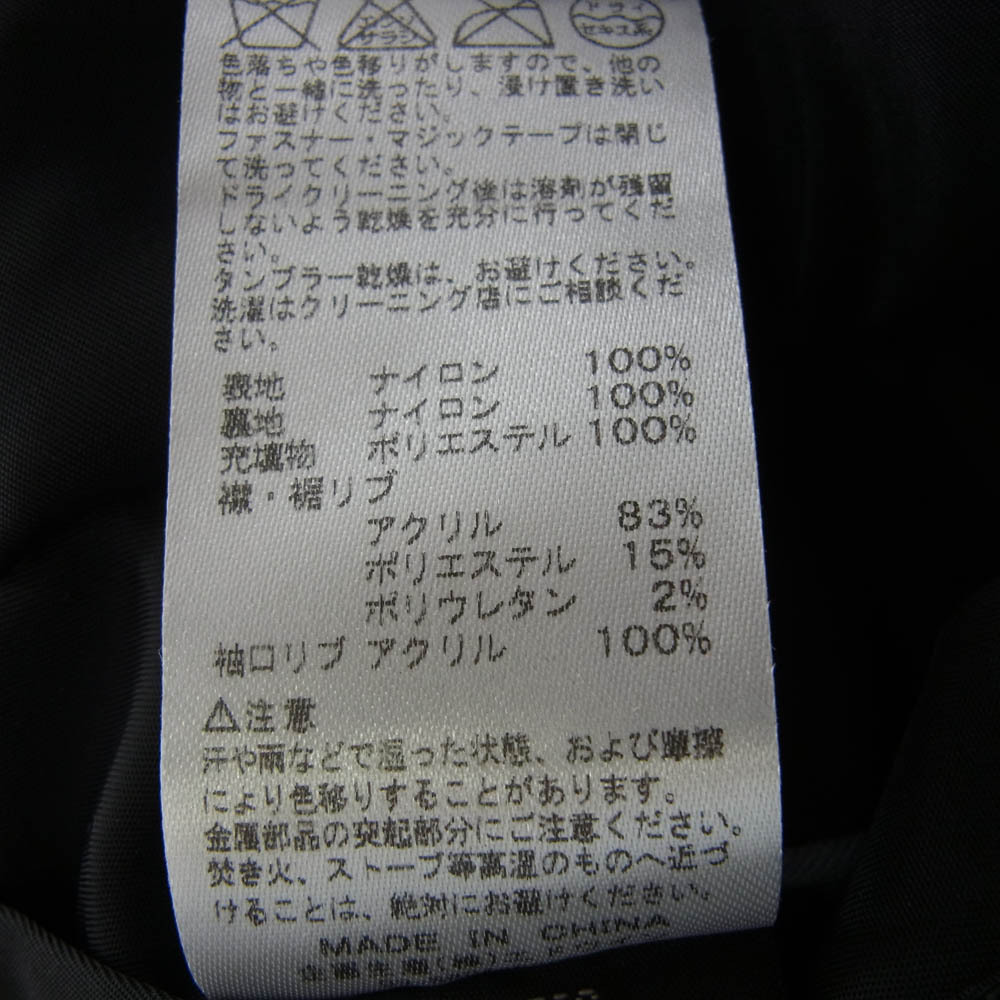 エンソ
サラシ
ドライ
セキユ系
色落ちや色移りがしますので、他の
物と一緒に洗ったり、浸け置き洗い
はお避けください。
ファスナー・マジックテープは閉じ
て洗ってください。
ドライクリーニング後は溶剤が残留
しないよう乾燥を充分に行ってくだ
さい。
タンブラー乾燥は、お避けください。
洗濯はクリーニング店にご相談くだ
さい。
表地 ナイロン 100%
裏地 ナイロン 100%
充填物 ポリエステル 100%
襟・裾リブ
アクリル 83%
ポリエステル 15%
ポリウレタン 2%
袖口リブ アクリル 100%
⚠注意
汗や雨などで湿った状態、および摩擦
により色移りすることがあります。
金属部品の突起部分にご注意ください。
焚き火、ストーブ等高温のものへ近づ
けることは、絶対にお避けください。
MADE IN CHINA